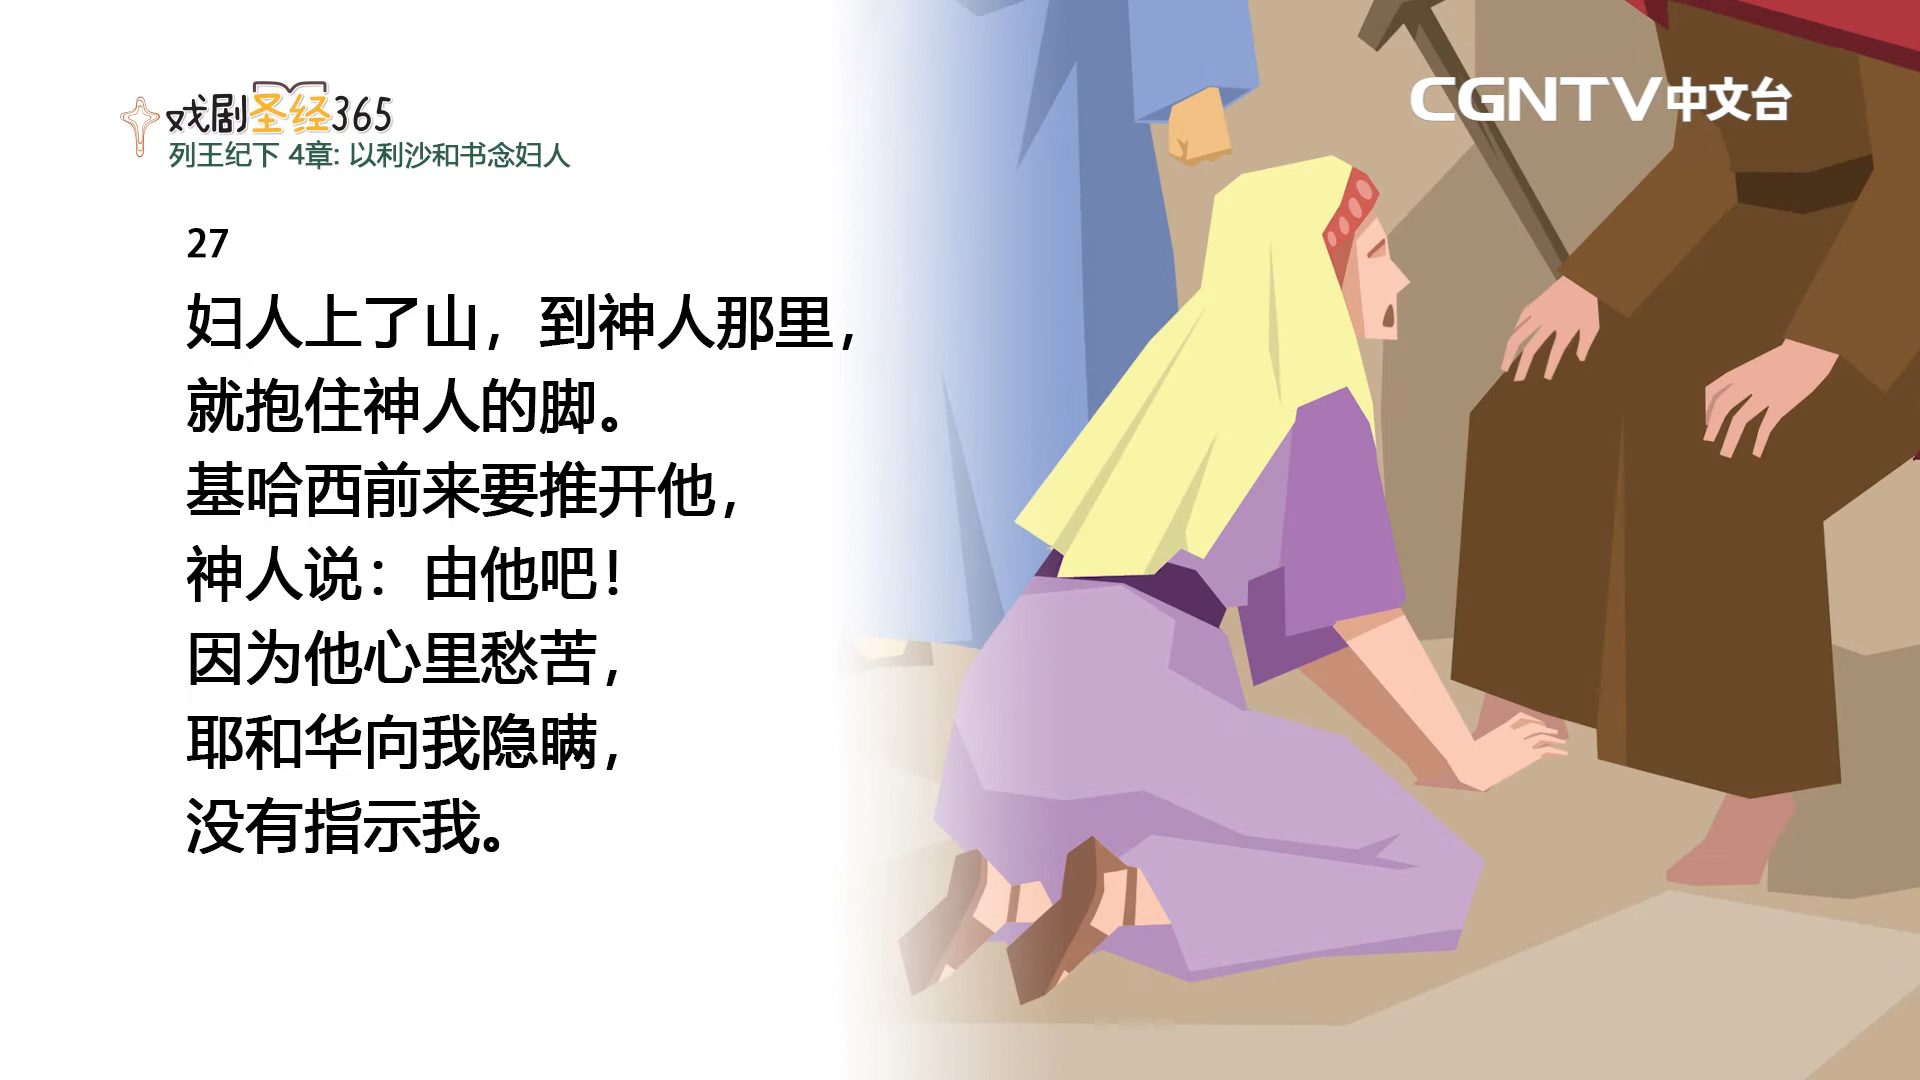 戏剧圣经365
列王纪下 4章: 以利沙和书念妇人
CGNTV中文台
27
妇人上了山，到神人那里，
就抱住神人的脚。
基哈西前来要推开他，
神人说：由他吧！
因为他心里愁苦，
耶和华向我隐瞒，
没有指示我。